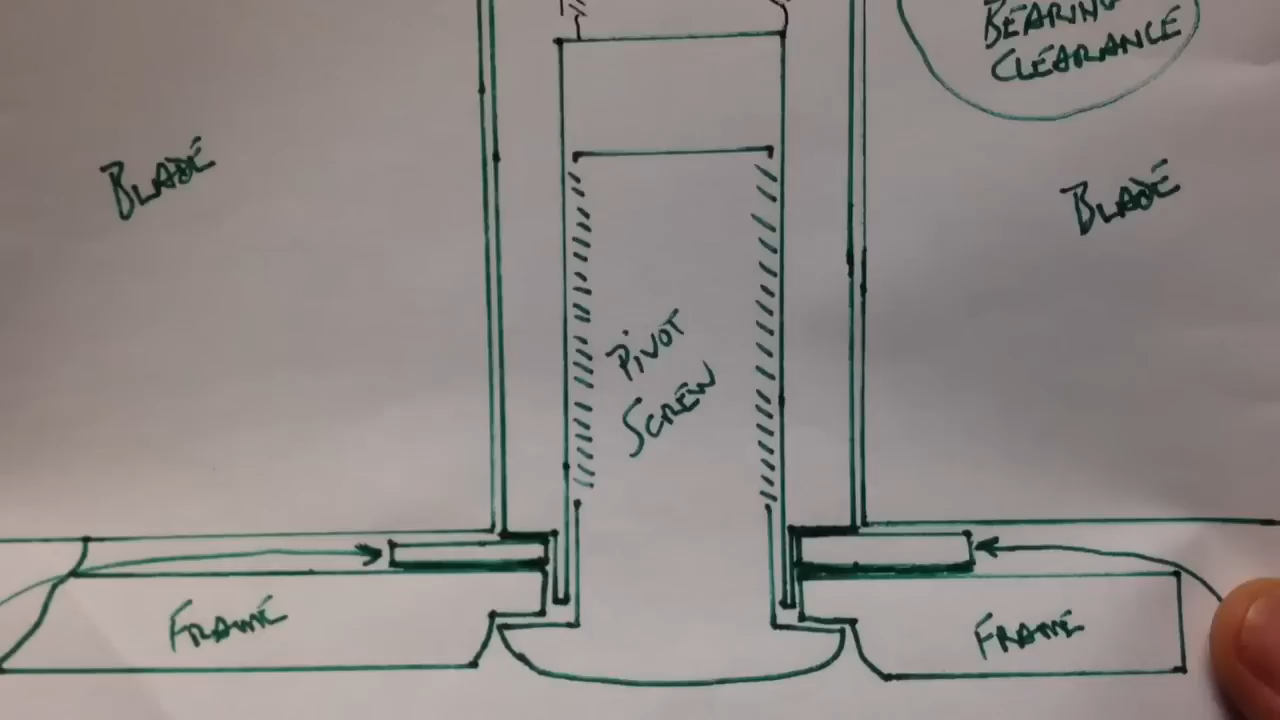 BEARING
CLEARANCE
BLADE
BLADE
PIVOT
SCREW
FRAME
FRAME